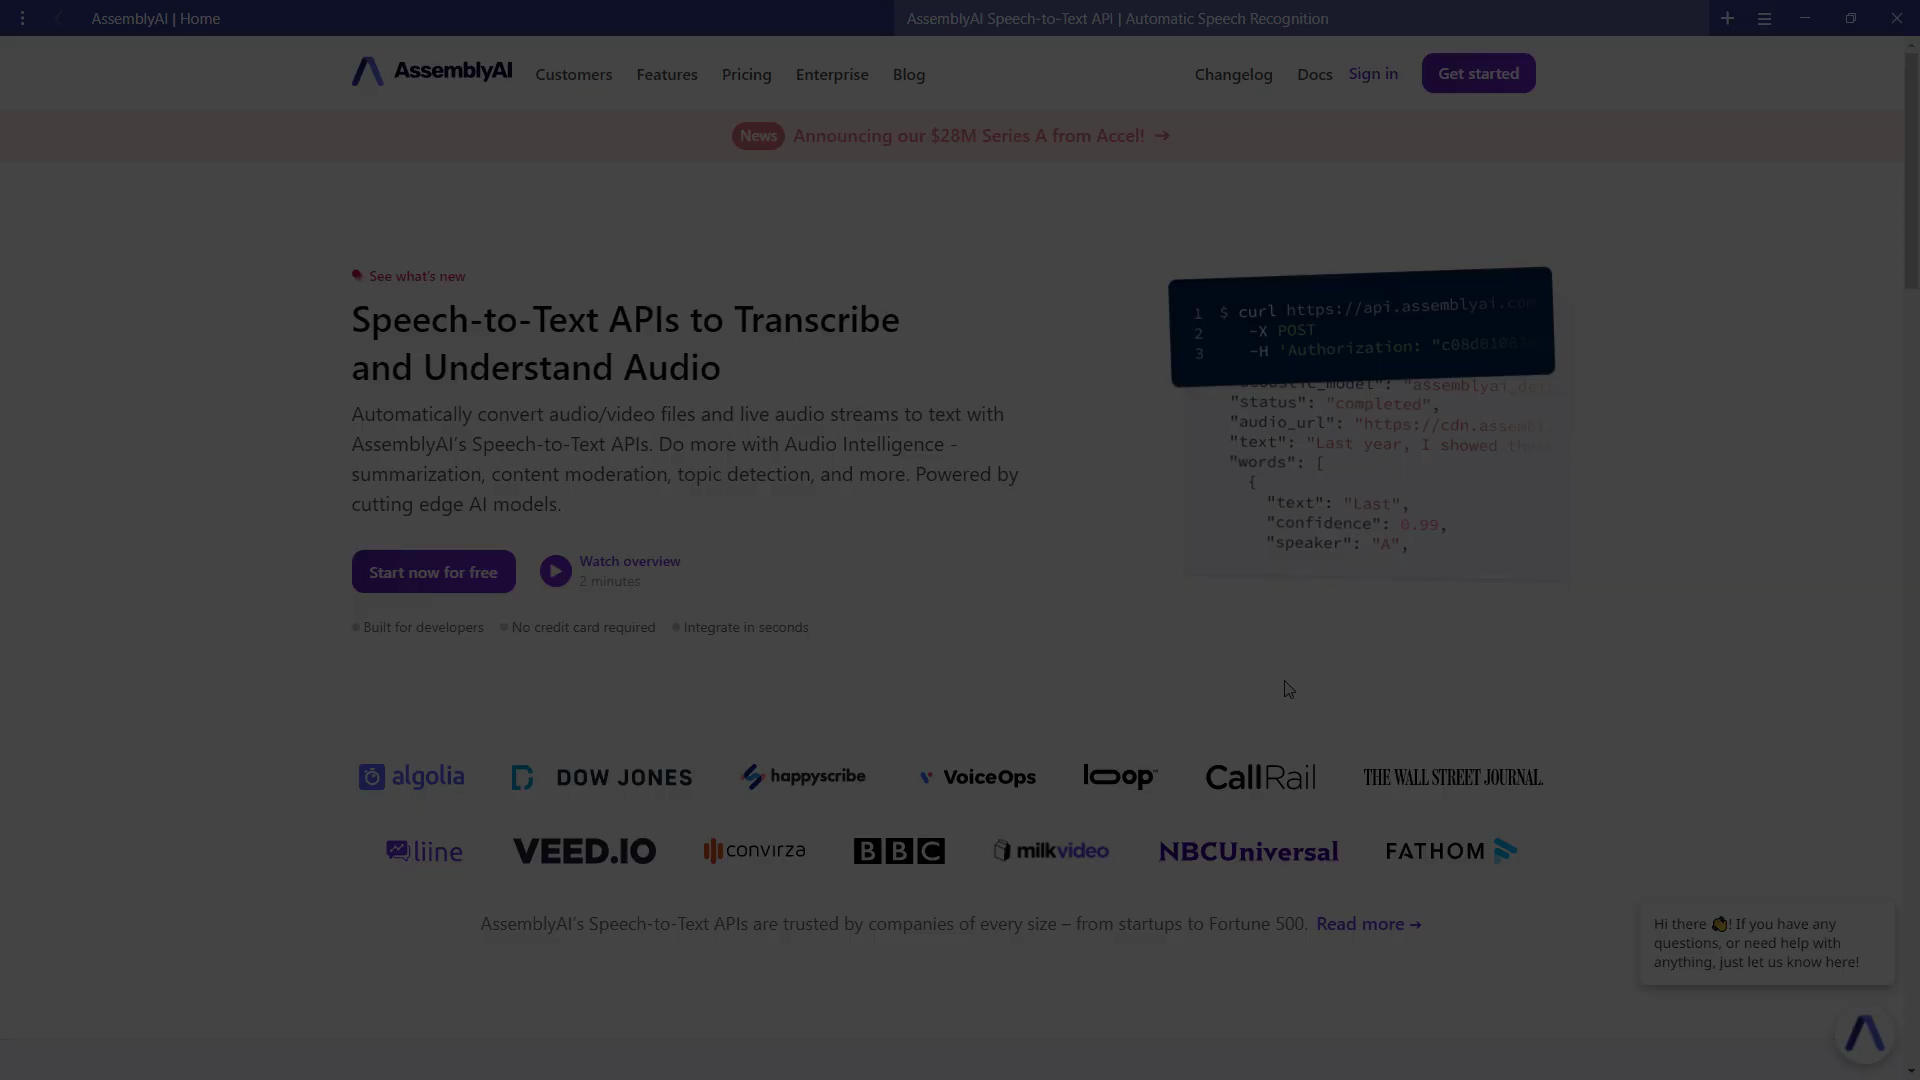 AssemblyAI | Home
AssemblyAI Speech-to-Text API | Automatic Speech Recognition
AssemblyAI
Customers Features Pricing Enterprise Blog
Changelog Docs Sign in Get started
News Announcing our $28M Series A from Accel! →
See what's new
Speech-to-Text APIs to Transcribe
and Understand Audio
Automatically convert audio/video files and live audio streams to text with
AssemblyAI's Speech-to-Text APIs. Do more with Audio Intelligence -
summarization, content moderation, topic detection, and more. Powered by
cutting edge AI models.
Start now for free
Watch overview
2 minutes
Built for developers No credit card required Integrate in seconds
1 $ curl https://api.assemblyai.com
2 -X POST
3 -H 'Authorization:
"status": "completed",
"audio_url": "https://cdn.assembl
"text": "Last year, I showed
"words": [
{
"text": "Last",
"confidence": 0.99,
"speaker": "A",
algolia DOW JONES happyscribe VoiceOps loop CallRail THE WALL STREET JOURNAL.
liine VEED.IO convirza BBC milkvideo NBCUniversal FATHOM
AssemblyAI's Speech-to-Text APIs are trusted by companies of every size – from startups to Fortune 500. Read more →
Hi there 👋! If you have any
questions, or need help with
anything, just let us know here!